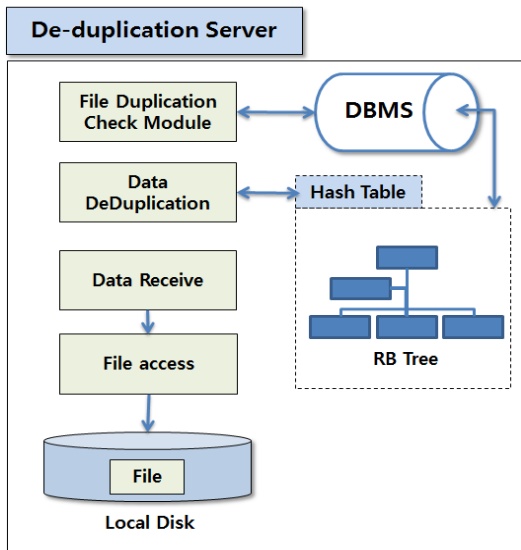 De-duplication Server
File Duplication
Check Module
DBMS
Data
DeDuplication
Hash Table
Data Receive
RB Tree
File access
File
Local Disk